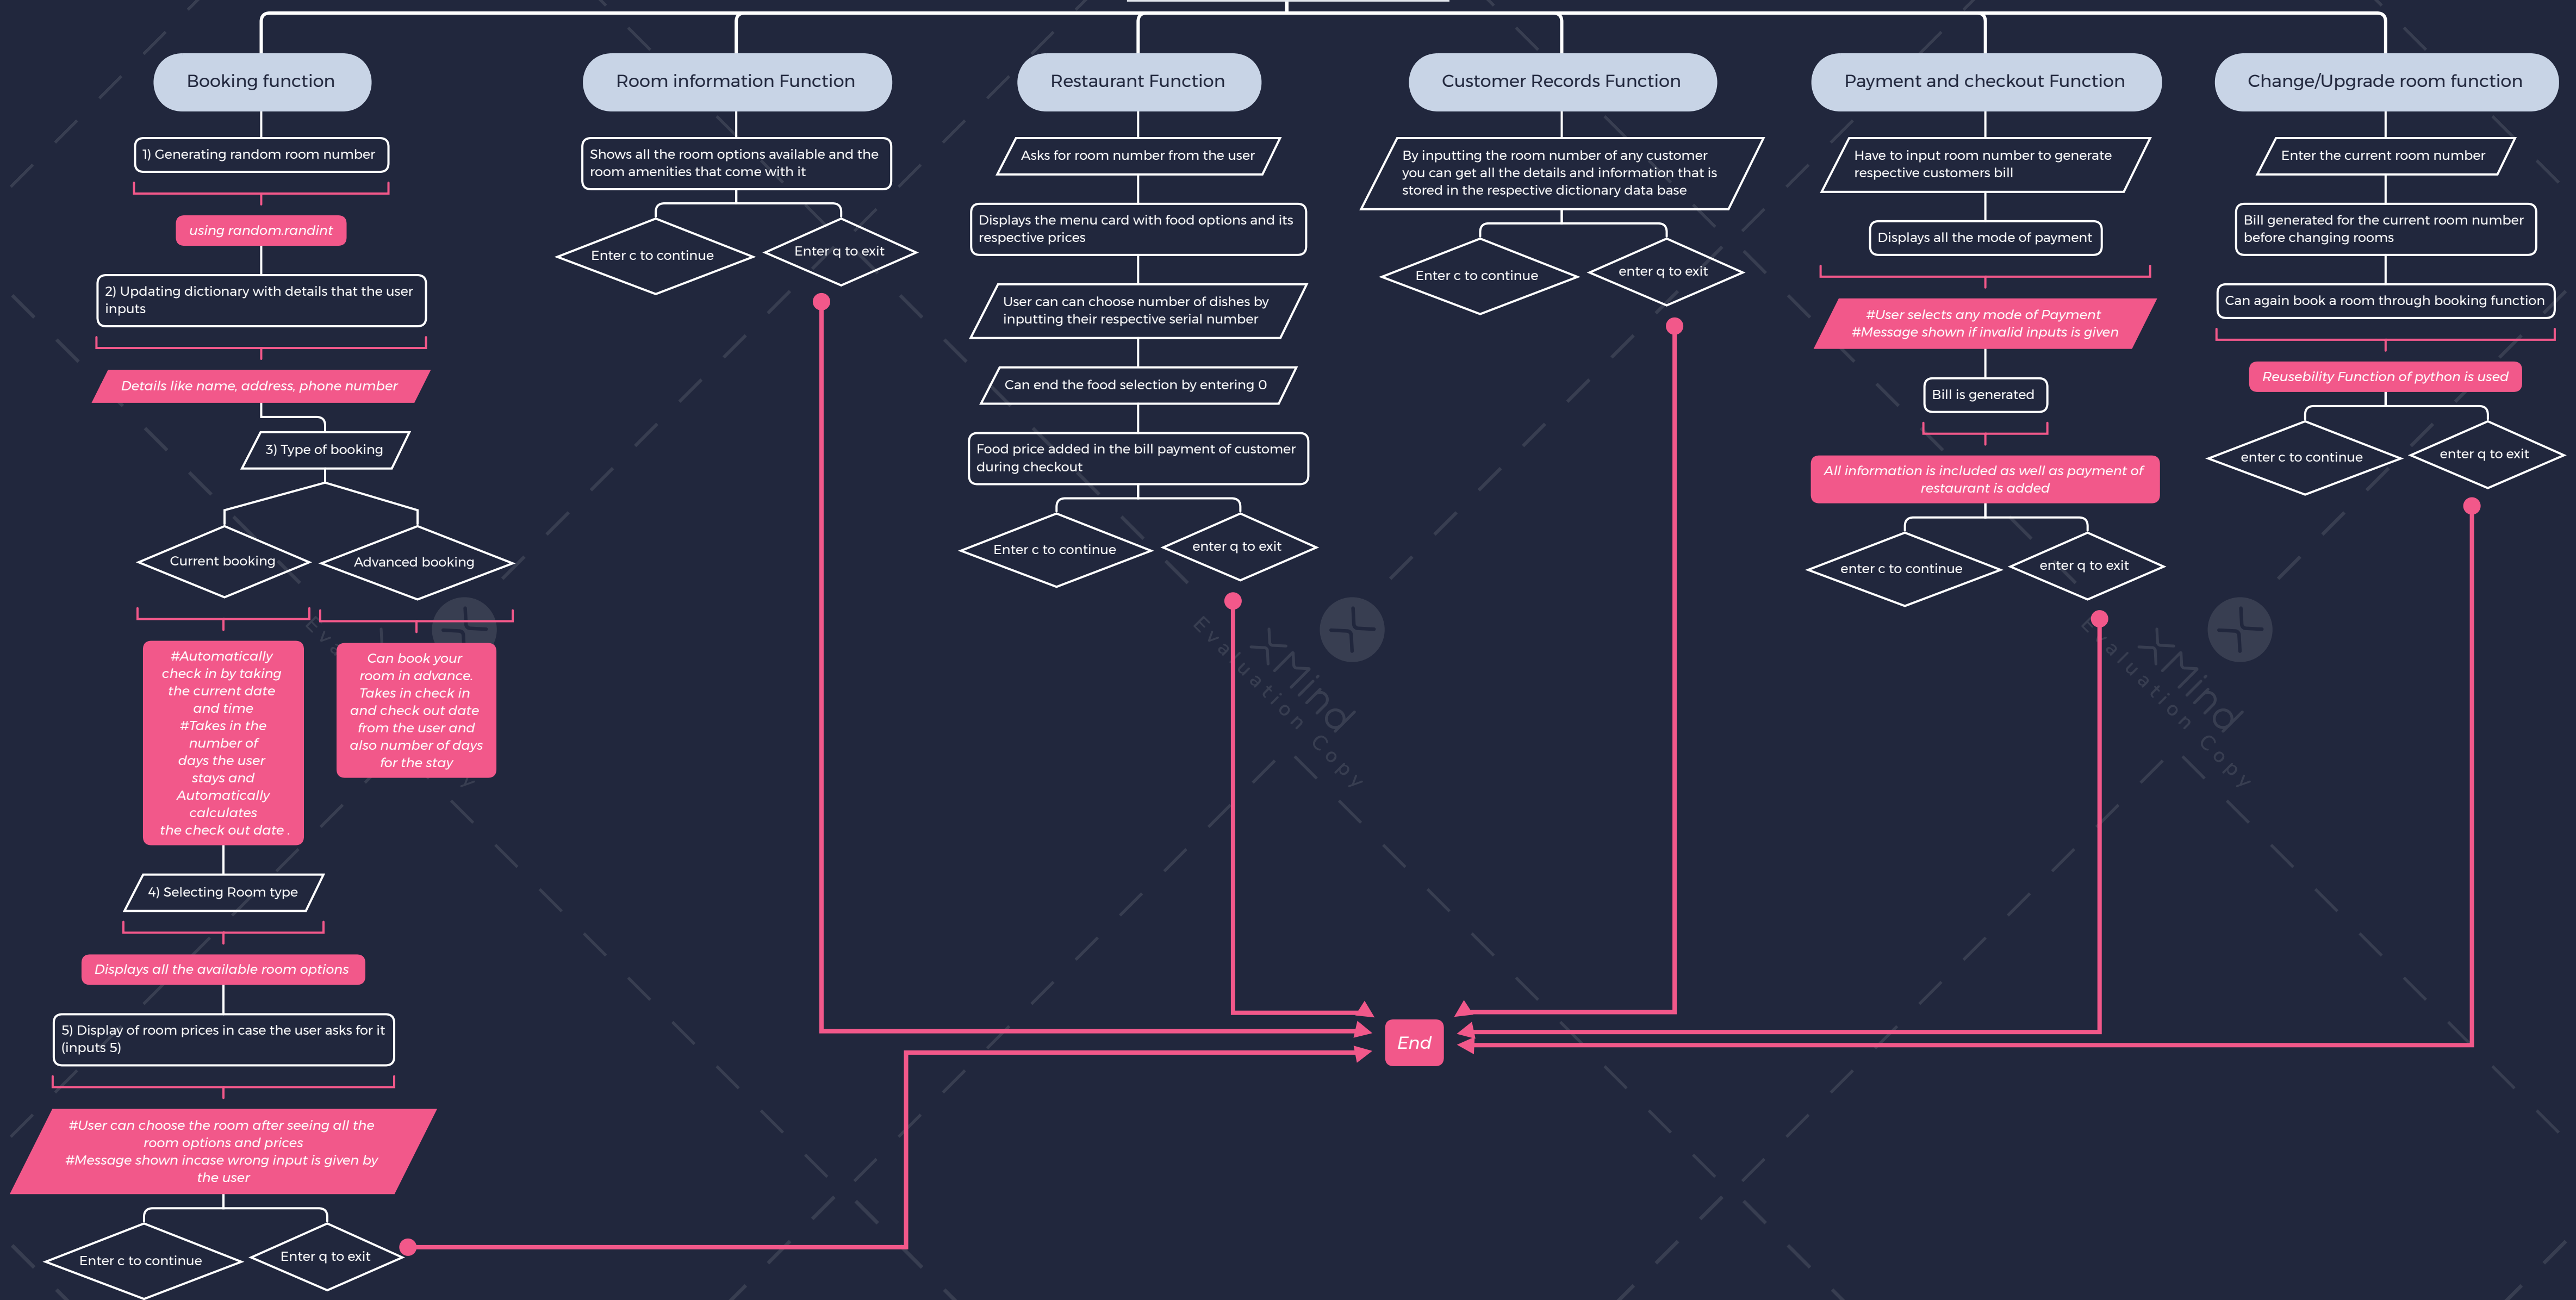 Booking function
1) Generating random room number
using random.randint
2) Updating dictionary with details that the user
inputs
Details like name, address, phone number
3) Type of booking
Current booking
Advanced booking
#Automatically
check in by taking
the current date
and time
#Takes in the
number of
days the user
stays and
Automatically
calculates
the check out date .
Can book your
room in advance.
Takes in check in
and check out date
from the user and
also number of days
for the stay
4) Selecting Room type
Displays all the available room options
5) Display of room prices in case the user asks for it
(inputs 5)
#User can choose the room after seeing all the
room options and prices
#Message shown incase wrong input is given by
the user
Enter c to continue
Enter q to exit
Room information Function
Shows all the room options available and the
room amenities that come with it
Enter c to continue
Enter q to exit
Restaurant Function
Asks for room number from the user
Displays the menu card with food options and its
respective prices
User can can choose number of dishes by
inputting their respective serial number
Can end the food selection by entering 0
Food price added in the bill payment of customer
during checkout
Enter c to continue
enter q to exit
Customer Records Function
By inputting the room number of any customer
you can get all the details and information that is
stored in the respective dictionary data base
Enter c to continue
enter q to exit
Payment and checkout Function
Have to input room number to generate
respective customers bill
Displays all the mode of payment
#User selects any mode of Payment
#Message shown if invalid inputs is given
Bill is generated
All information is included as well as payment of
restaurant is added
enter c to continue
enter q to exit
Change/Upgrade room function
Enter the current room number
Bill generated for the current room number
before changing rooms
Can again book a room through booking function
Reusebility Function of python is used
enter c to continue
enter q to exit
End
XMind
Evaluation Copy
XMind
Evaluation Copy